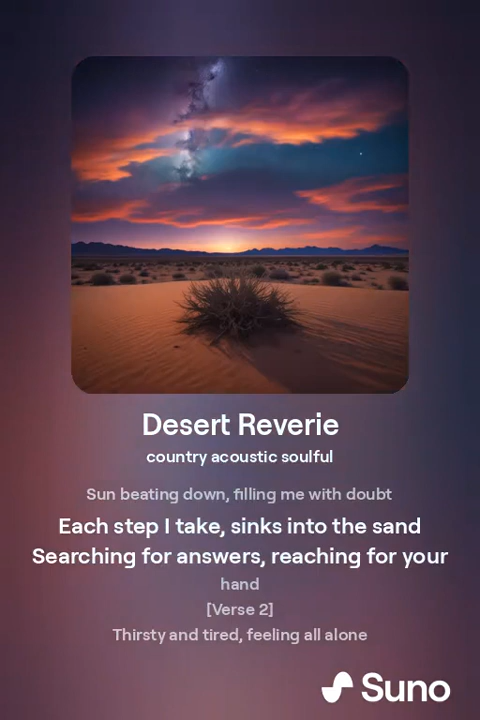 Desert Reverie
country acoustic soulful
Sun beating down, filling me with doubt
Each step I take, sinks into the sand
Searching for answers, reaching for your
hand
[Verse 2]
Thirsty and tired, feeling all alone
Suno